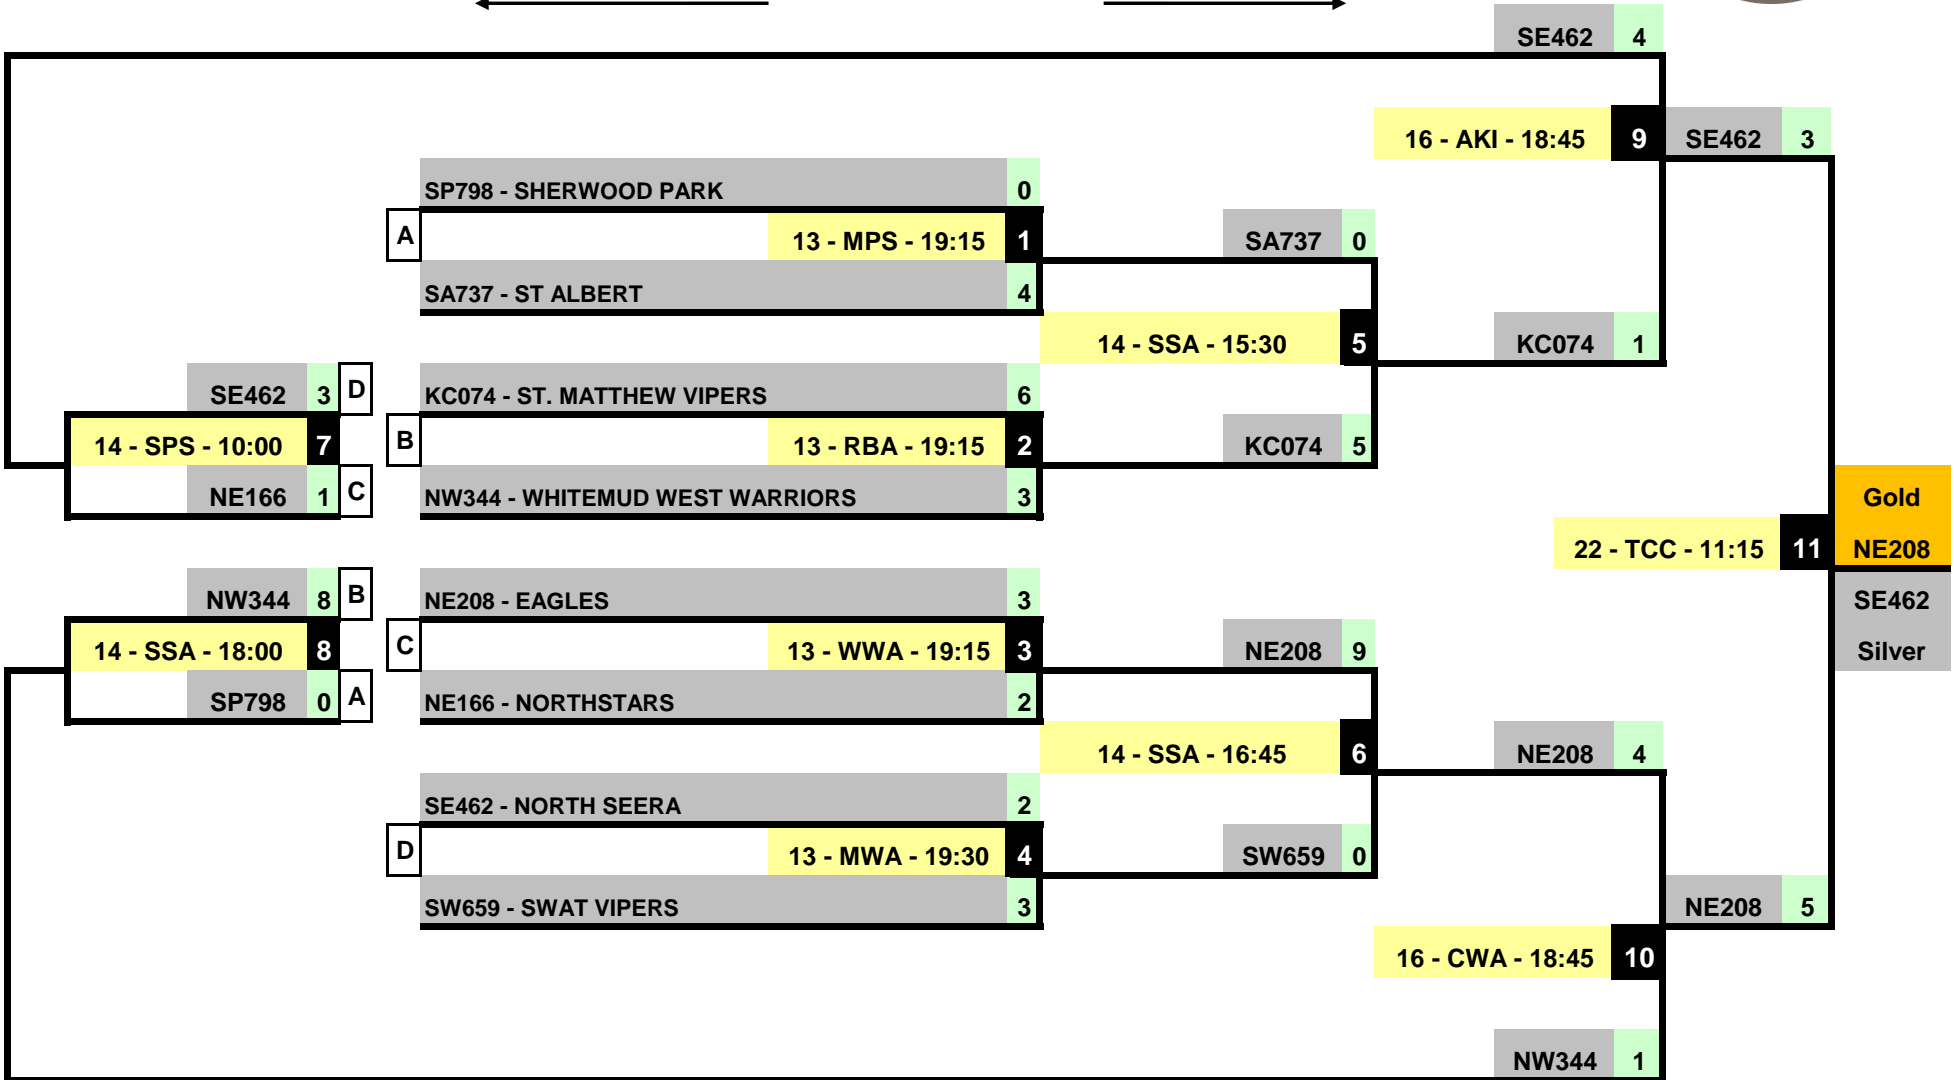 SE462 4
16 - AKI - 18:45 9 SE462 3
SP798 - SHERWOOD PARK 0
A 13 - MPS - 19:15 1 SA737 0
SA737 - ST ALBERT 4
14 - SSA - 15:30 5 KC074 1
SE462 3 D KC074 - ST. MATTHEW VIPERS 6
14 - SPS - 10:00 7 B 13 - RBA - 19:15 2 KC074 5
NE166 1 C NW344 - WHITEMUD WEST WARRIORS 3 Gold
22 - TCC - 11:15 11 NE208
NW344 8 B NE208 - EAGLES 3 SE462
14 - SSA - 18:00 8 C 13 - WWA - 19:15 3 NE208 9 Silver
SP798 0 A NE166 - NORTHSTARS 2
14 - SSA - 16:45 6 NE208 4
SE462 - NORTH SEERA 2
D 13 - MWA - 19:30 4 SW659 0
SW659 - SWAT VIPERS 3 NE208 5
16 - CWA - 18:45 10
NW344 1